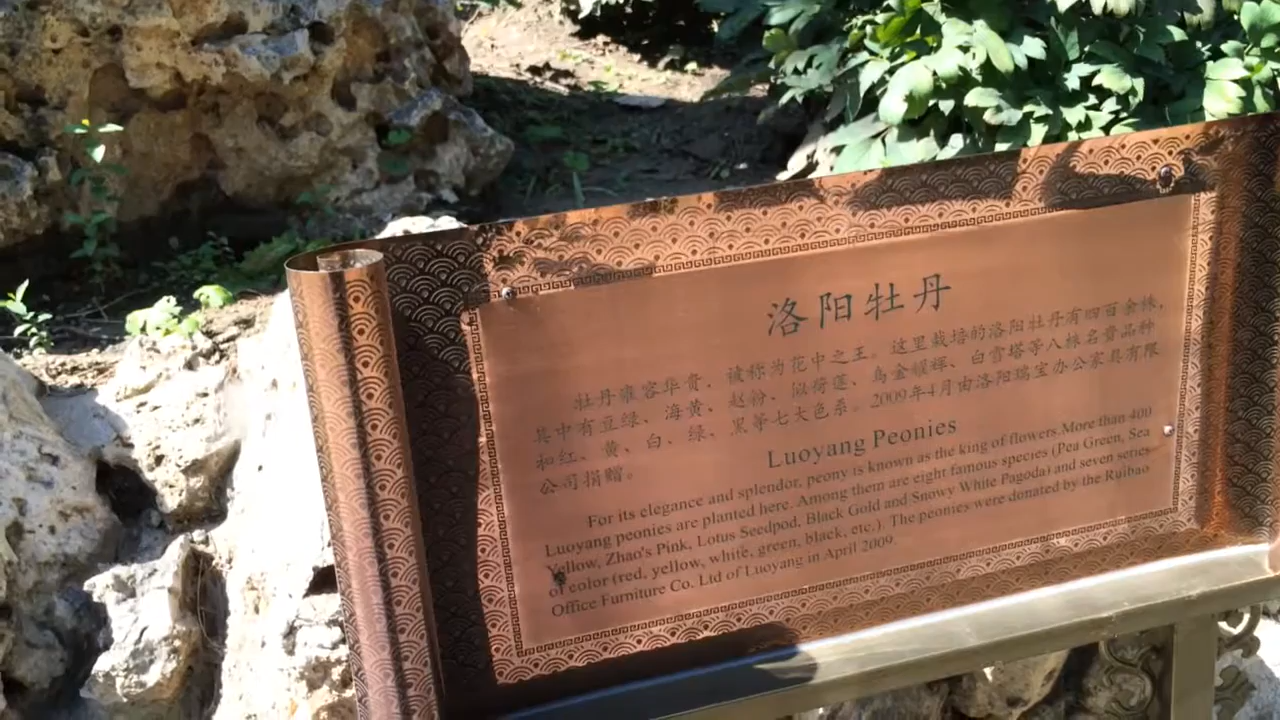 洛阳牡丹
牡丹雍容华贵，被称为花中之王。这里栽培的洛阳牡丹有四百余株，
其中有豆绿、海黄、赵粉、似荷莲、乌金耀辉、白雪塔等八株名贵品种
和红、黄、白、绿、黑等七大色系。2009年4月由洛阳瑞宝办公家具有限
公司捐赠。
Luoyang Peonies
For its elegance and splendor, peony is known as the king of flowers.More than 400
Luoyang peonies are planted here. Among them are eight famous species (Pea Green, Sea
Yellow, Zhao's Pink, Lotus Seedpod, Black Gold and Snowy White Pagoda) and seven series
of color (red, yellow, white, green, black, etc.). The peonies were donated by the Ruibao
Office Furniture Co. Ltd of Luoyang in April 2009.